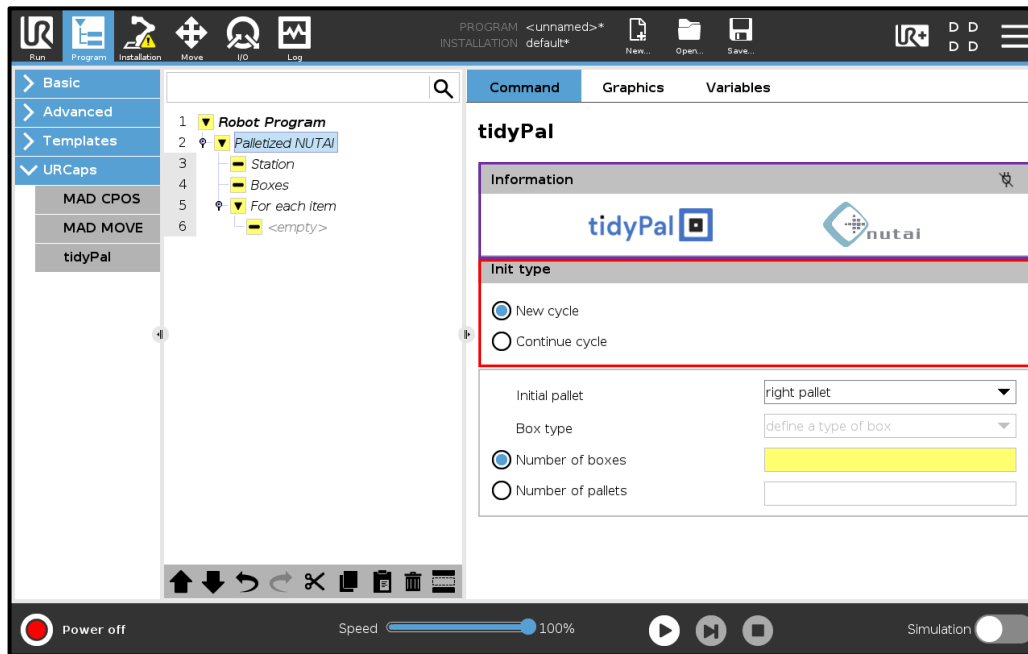 PROGRAM <unnamed>*
INSTALLATION default*
UR
UR+
D D
D D
Run Program Installation Move I/O Log New... Open... Save...
Basic
Advanced
Templates
URCaps
MAD CPOS
MAD MOVE
tidyPal
1 Robot Program
2 Palletized NUTAI
3 Station
4 Boxes
5 For each item
6 <empty>
Command Graphics Variables
tidyPal
Information
tidyPal nutai
Init type
New cycle
Continue cycle
Initial pallet right pallet
Box type define a type of box
Number of boxes
Number of pallets
Power off Speed 100% Simulation